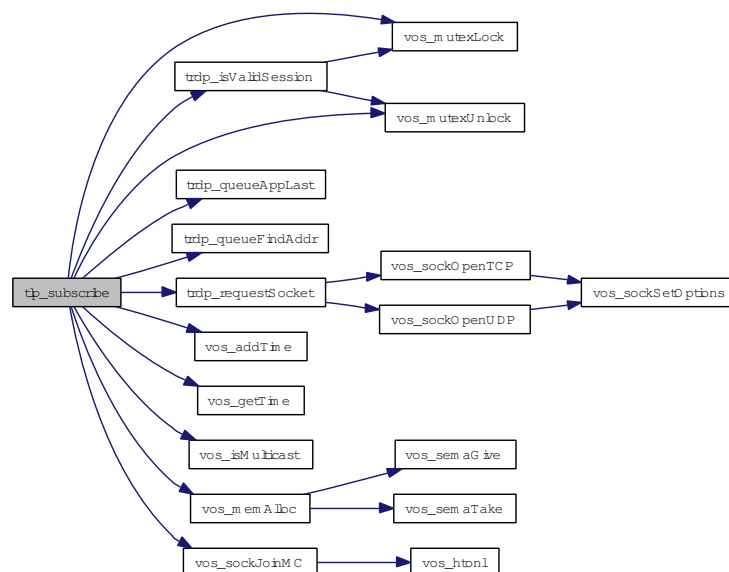 vos_mutexLock
trdp_isValidSession
vos_mutexUnlock
trdp_queueAppLast
trdp_queueFindAddr
vos_sockOpenTCP
tlp_subscribe
trdp_requestSocket
vos_sockSetOptions
vos_sockOpenUDP
vos_addTime
vos_getTime
vos_isMulticast
vos_semaGive
vos_memAlloc
vos_semaTake
vos_sockJoinMC
vos_htonl